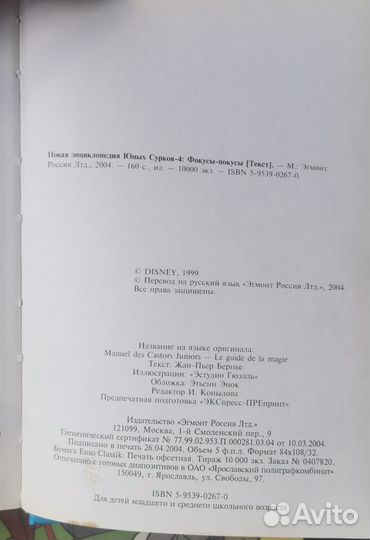 Новая энциклопедия Юных Сурков-4: Фокусы-покусы [Текст]. — М.: Эгмонт
Россия Лтд., 2004. — 160 с., ил. — 10000 экз. — ISBN 5-9539-0267-0.
© DISNEY, 1999
© Перевод на русский язык «Эгмонт Россия Лтд.», 2004.
Все права защищены.
Название на языке оригинала:
Manuel des Castors Juniors — Le guide de la magie
Текст: Жан-Пьер Бернье
Иллюстрации: «Эстудио Гюэлль»
Обложка: Этьенн Энок
Редактор И. Копылова
Предпечатная подготовка «ЭКСпресс-ПРЕпринт»
Издательство «Эгмонт Россия Лтд.»
121099, Москва, 1-й Смоленский пер., 9
Гигиенический сертификат № 77.99.02.953.П.000281.03.04 от 10.03.2004.
Подписано в печать 26.04.2004. Объем 5 ф.п.л. Формат 84х108/32.
Бумага Enso Classik. Печать офсетная. Тираж 10 000 экз. Заказ № 0407820.
Отпечатано с готовых диапозитивов в ОАО «Ярославский полиграфкомбинат»
150049, г. Ярославль, ул. Свободы, 97.
ISBN 5-9539-0267-0
Для детей младшего и среднего школьного возраста
Avito